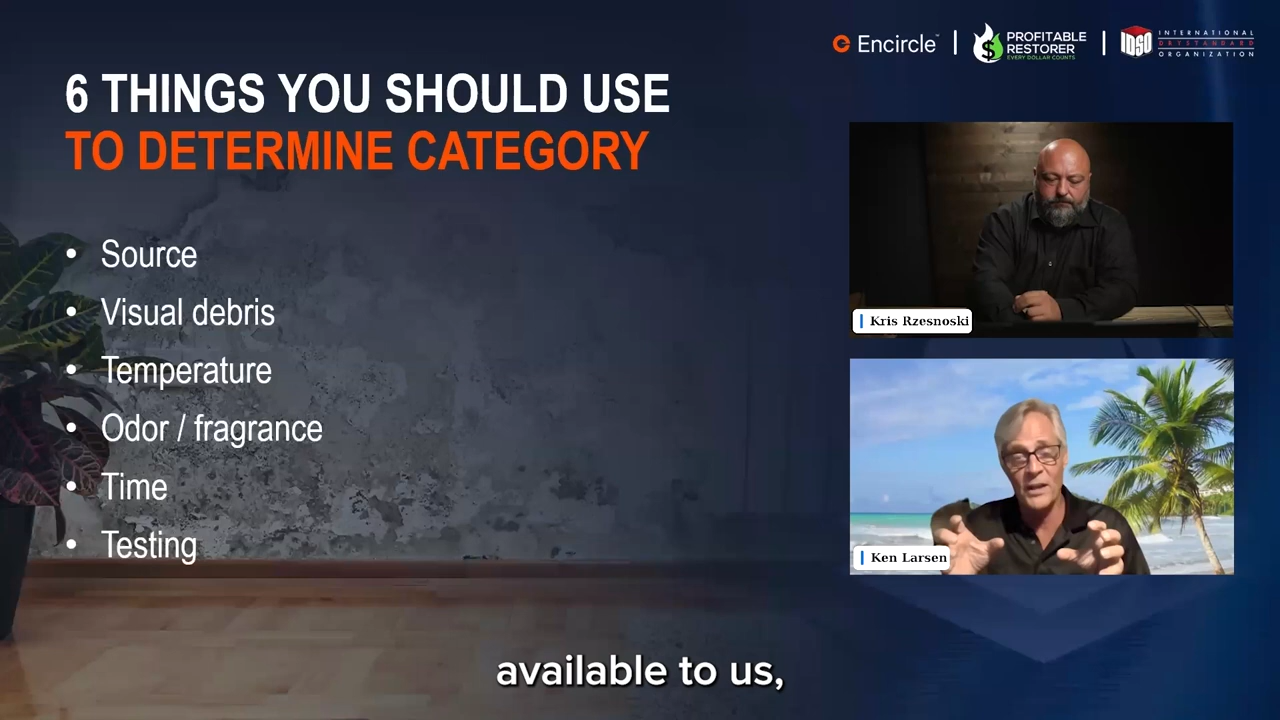 Encircle
PROFITABLE
RESTORER
EVERY DOLLAR COUNTS
IDSO
INTERNATIONAL
DRYSTANDARD
ORGANIZATION
6 THINGS YOU SHOULD USE
TO DETERMINE CATEGORY
• Source
• Visual debris
• Temperature
• Odor / fragrance
• Time
• Testing
Kris Rzesnoski
Ken Larsen
available to us,